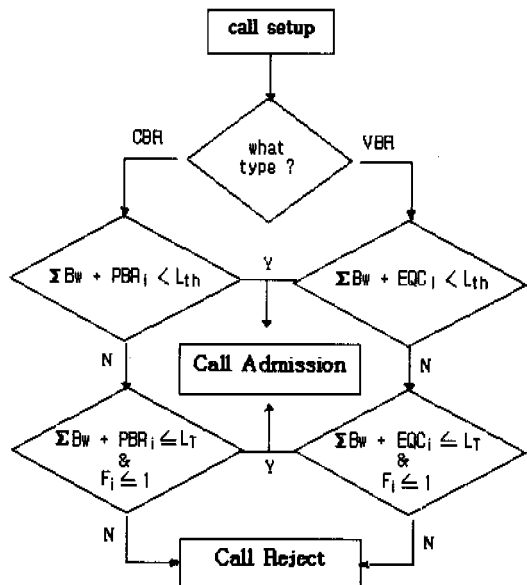 call setup
CBR
what
type ?
VBR
ΣBw + PBRi < Lth
Y
ΣBw + EQCi < Lth
N
Call Admission
N
ΣBw + PBRi ≦ LT
&
Fi ≦ 1
Y
ΣBw + EQCi ≦ LT
&
Fi ≦ 1
N
Call Reject
N